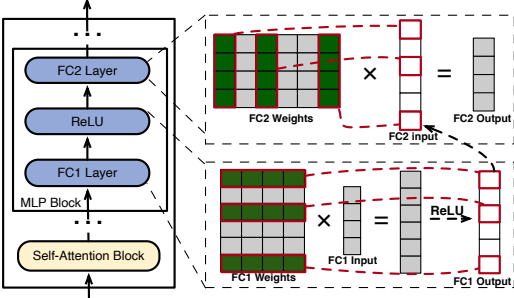 ...
FC2 Layer
ReLU
FC1 Layer
MLP Block
...
Self-Attention Block
×
=
FC2 Weights
FC2 input
FC2 Output
×
=
ReLU
FC1 Weights
FC1 Input
FC1 Output